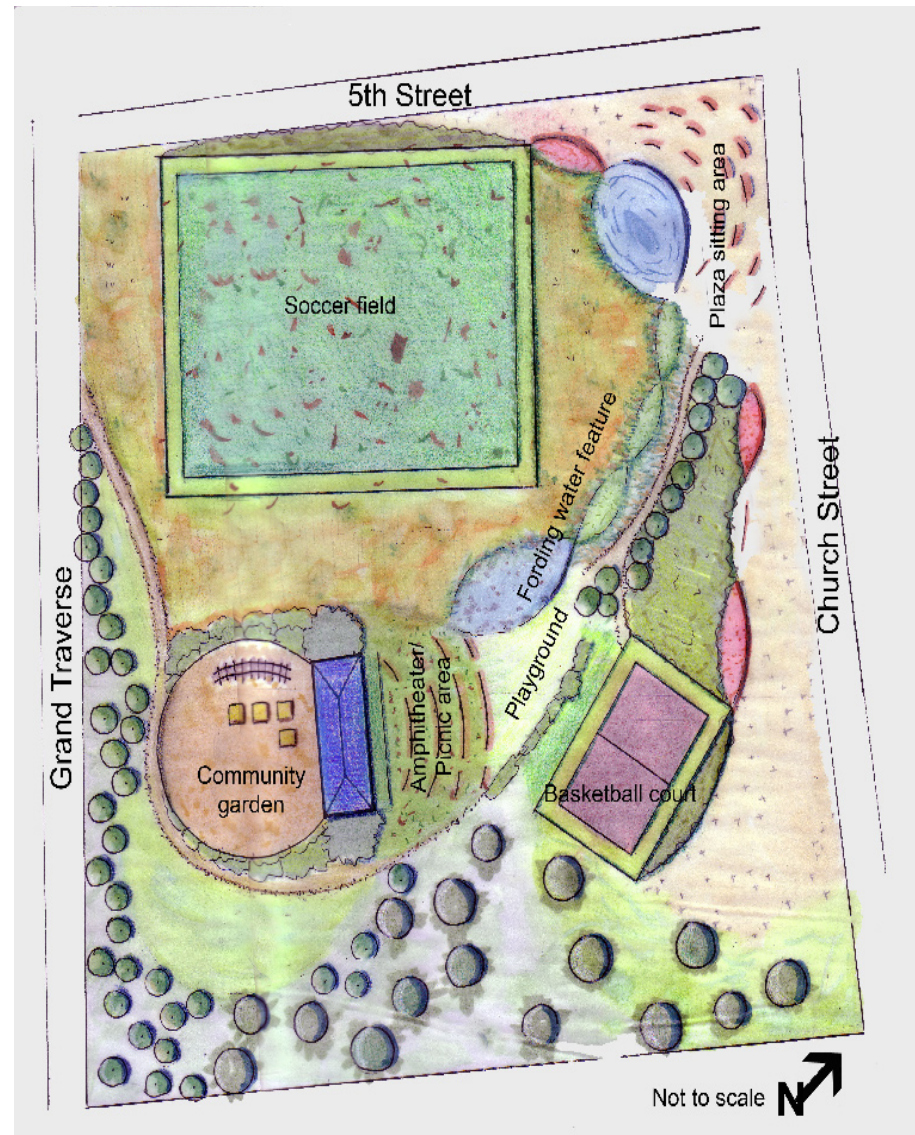 5th Street
Plaza sitting area
Soccer field
Fording water feature
Church Street
Grand Traverse
Playground
Amphitheater/
Picnic area
Community
garden
Basketball court
Not to scale
N